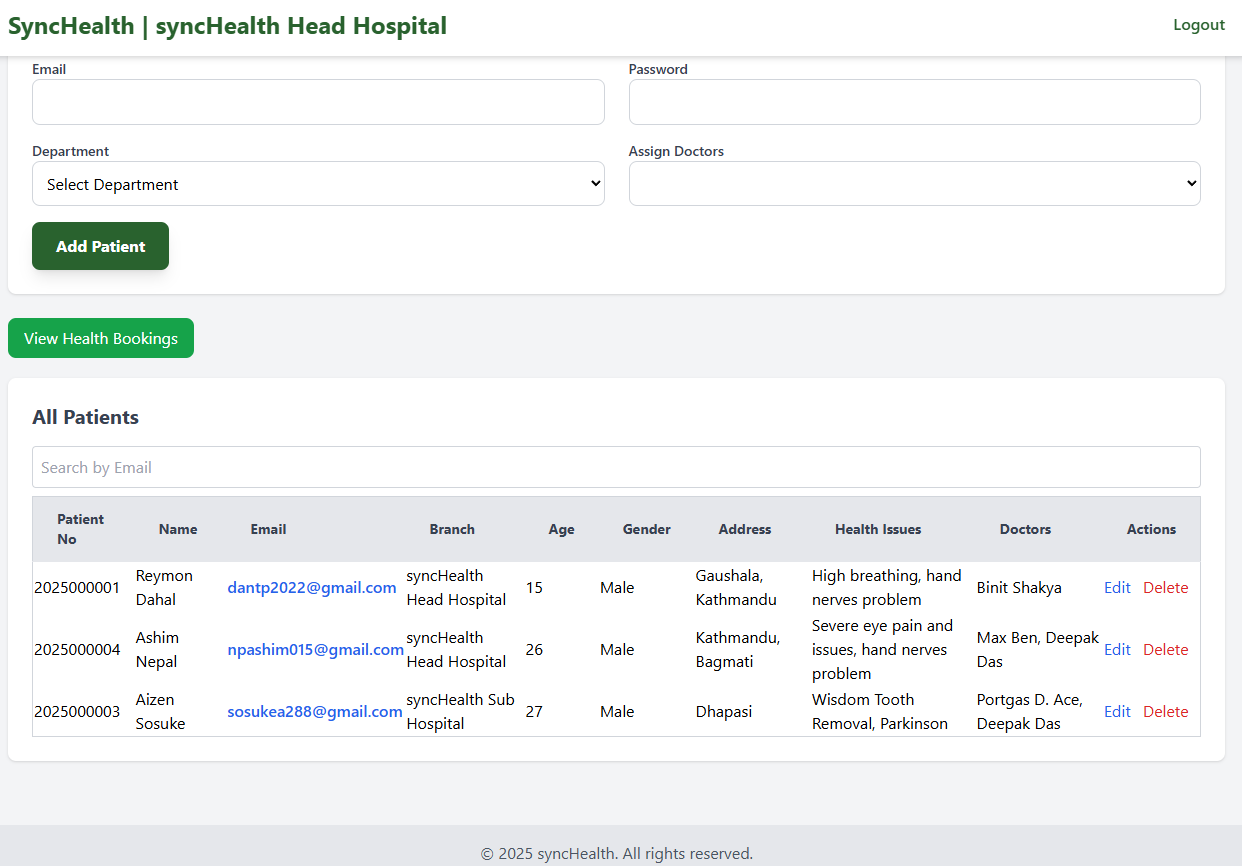 SyncHealth | syncHealth Head Hospital
Logout
Email
Password
Department
Assign Doctors
Select Department
Add Patient
View Health Bookings
All Patients
Search by Email
Patient No Name Email Branch Age Gender Address Health Issues Doctors Actions
2025000001 Reymon Dahal dantp2022@gmail.com syncHealth Head Hospital 15 Male Gaushala, Kathmandu High breathing, hand nerves problem Binit Shakya Edit Delete
2025000004 Ashim Nepal npashim015@gmail.com syncHealth Head Hospital 26 Male Kathmandu, Bagmati Severe eye pain and issues, hand nerves problem Max Ben, Deepak Das Edit Delete
2025000003 Aizen Sosuke sosukea288@gmail.com syncHealth Sub Hospital 27 Male Dhapasi Wisdom Tooth Removal, Parkinson Portgas D. Ace, Deepak Das Edit Delete
© 2025 syncHealth. All rights reserved.